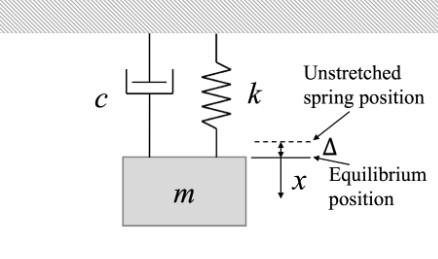 Unstretched
spring position
c
k
Δ
m
x
Equilibrium
position